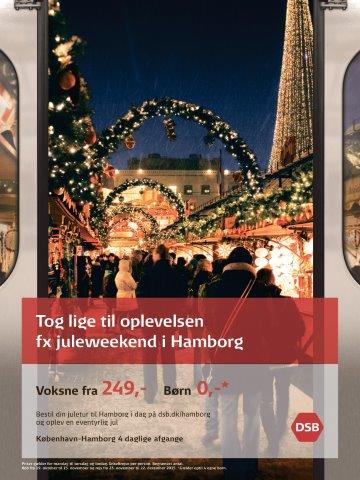 Tog lige til oplevelsen
fx juleweekend i Hamborg
Voksne fra 249,- Børn 0,-*
Bestil din juletur til Hamborg i dag på dsb.dk/hamborg
og oplev en eventyrlig jul
København-Hamborg 4 daglige afgange
DSB